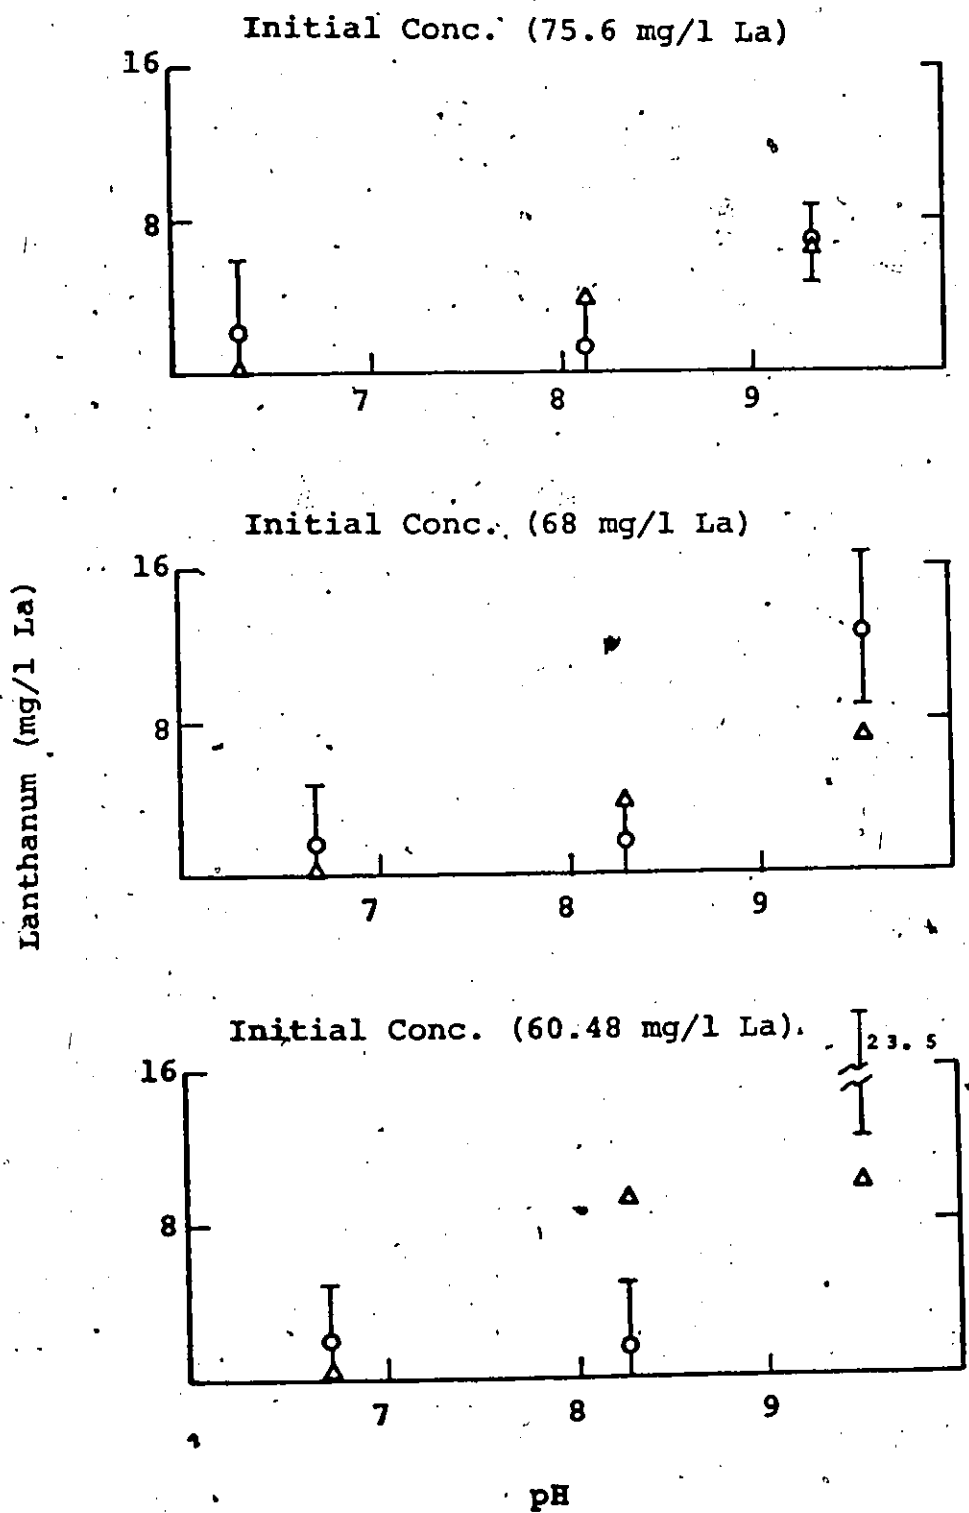 Initial Conc. (75.6 mg/l La)
16
8
7 8 9
Initial Conc. (68 mg/l La)
16
8
7 8 9
Lanthanum (mg/l La)
Initial Conc. (60.48 mg/l La).
23.5
16
8
7 8 9
pH